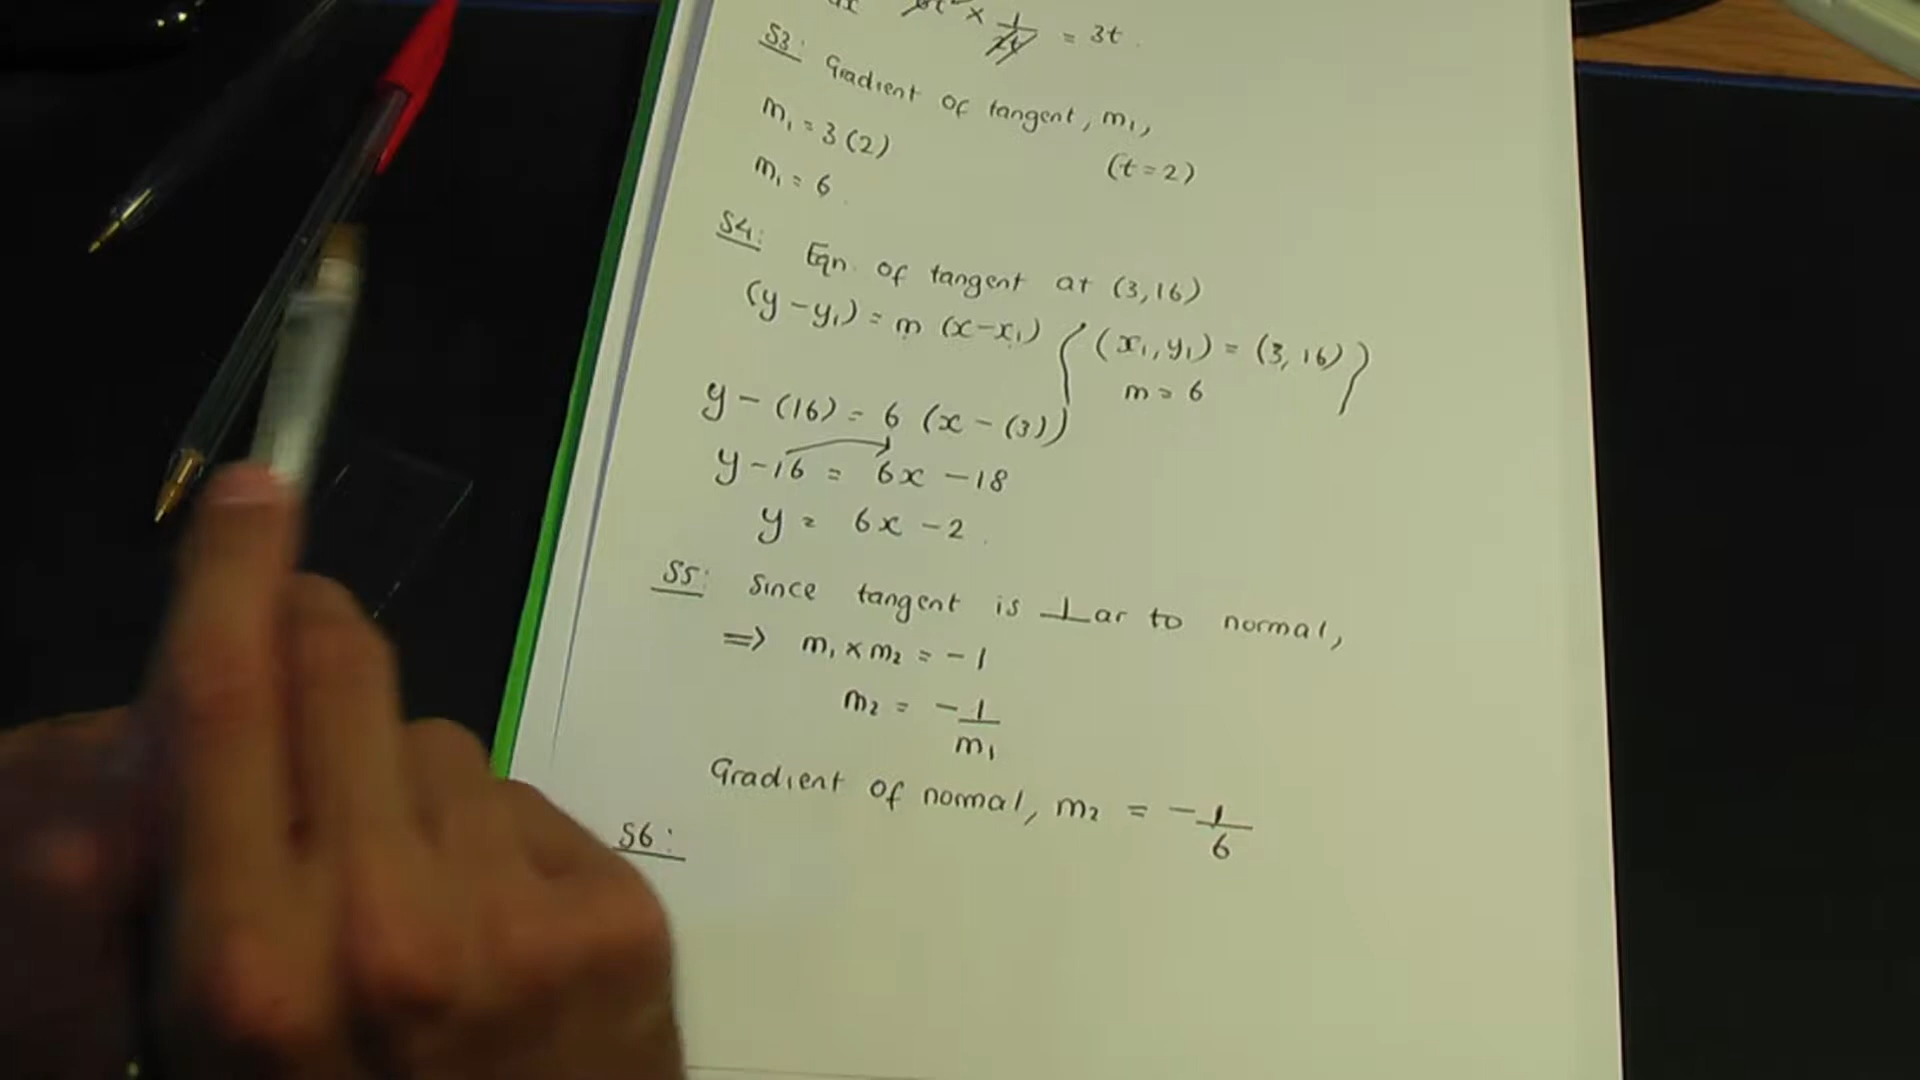 × 1/2t = 3t.
S3: Gradient of tangent, m₁,
m₁ = 3(2) (t = 2)
m₁ = 6.
S4: Eqn. of tangent at (3,16)
(y - y₁) = m (x - x₁) { (x₁, y₁) = (3, 16) }
m = 6
y - (16) = 6 (x - (3))
y - 16 = 6x - 18
y = 6x - 2.
S5: Since tangent is ⊥ar to normal,
=> m₁ × m₂ = -1
m₂ = -1/m₁
Gradient of normal, m₂ = -1/6
S6: